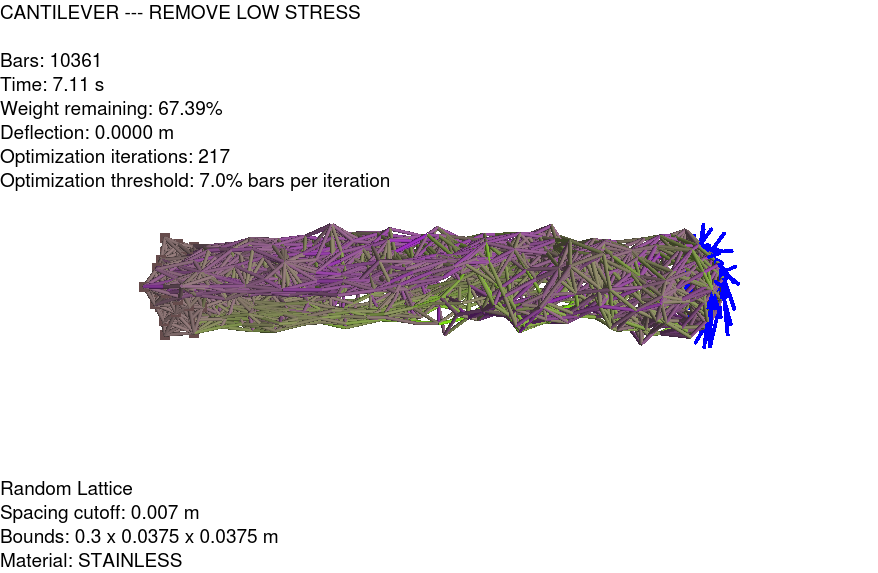 CANTILEVER --- REMOVE LOW STRESS
Bars: 10361
Time: 7.11 s
Weight remaining: 67.39%
Deflection: 0.0000 m
Optimization iterations: 217
Optimization threshold: 7.0% bars per iteration
Random Lattice
Spacing cutoff: 0.007 m
Bounds: 0.3 x 0.0375 x 0.0375 m
Material: STAINLESS